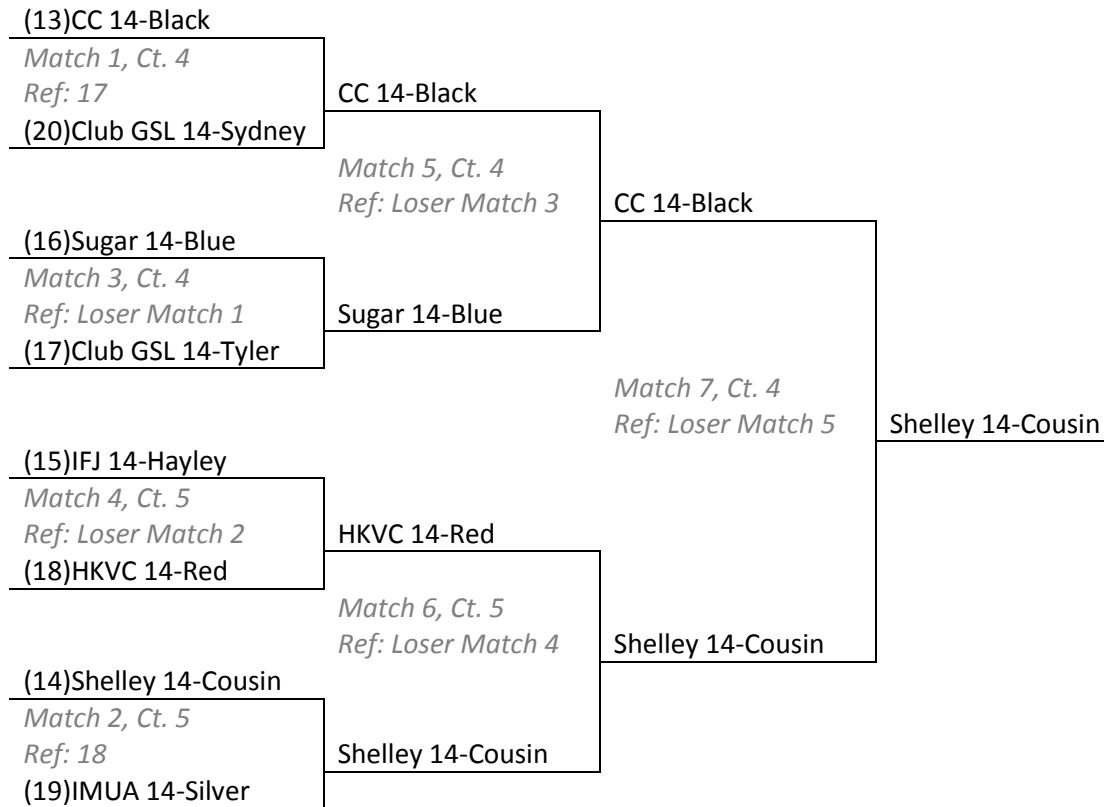 (13)CC 14-Black
Match 1, Ct. 4
Ref: 17
CC 14-Black
(20)Club GSL 14-Sydney
Match 5, Ct. 4
Ref: Loser Match 3
CC 14-Black
(16)Sugar 14-Blue
Match 3, Ct. 4
Ref: Loser Match 1
Sugar 14-Blue
(17)Club GSL 14-Tyler
Match 7, Ct. 4
Ref: Loser Match 5
Shelley 14-Cousin
(15)IFJ 14-Hayley
Match 4, Ct. 5
Ref: Loser Match 2
HKVC 14-Red
(18)HKVC 14-Red
Match 6, Ct. 5
Ref: Loser Match 4
Shelley 14-Cousin
(14)Shelley 14-Cousin
Match 2, Ct. 5
Ref: 18
Shelley 14-Cousin
(19)IMUA 14-Silver